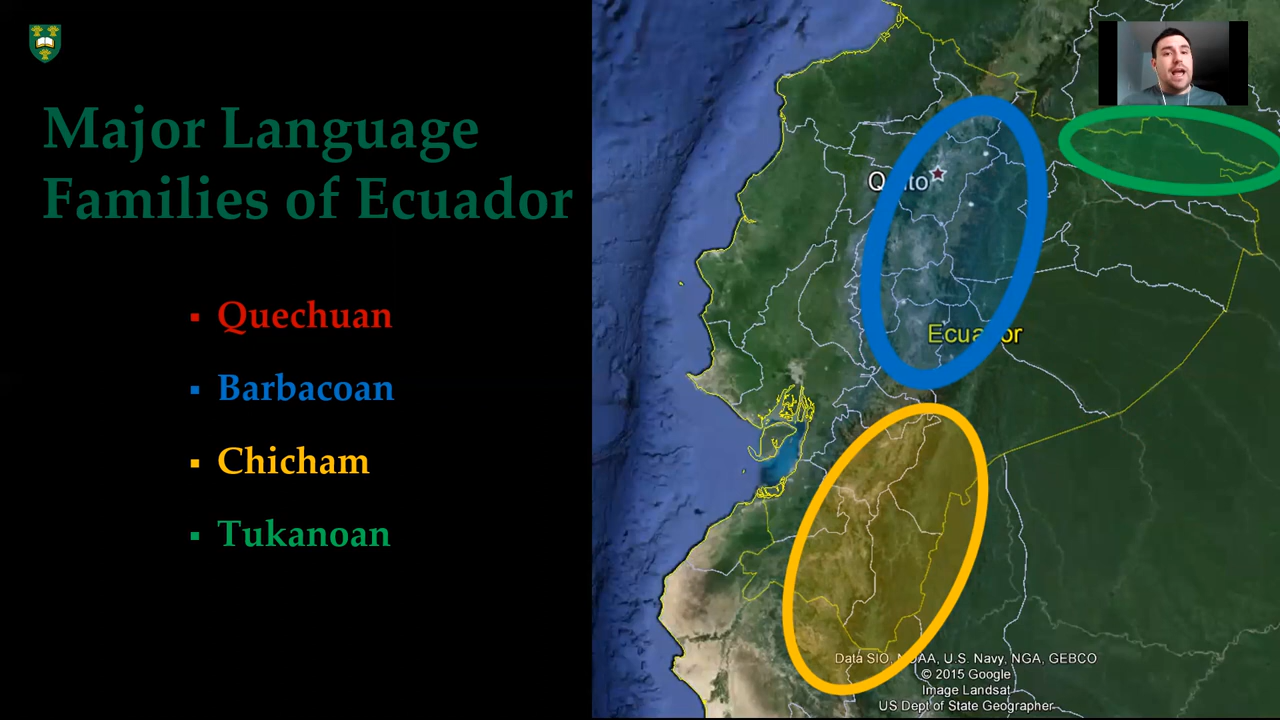 Major Language
Families of Ecuador
▪ Quechuan
▪ Barbacoan
▪ Chicham
▪ Tukanoan
Quito
Ecuador
Data SIO, NOAA, U.S. Navy, NGA, GEBCO
© 2015 Google
Image Landsat
US Dept of State Geographer